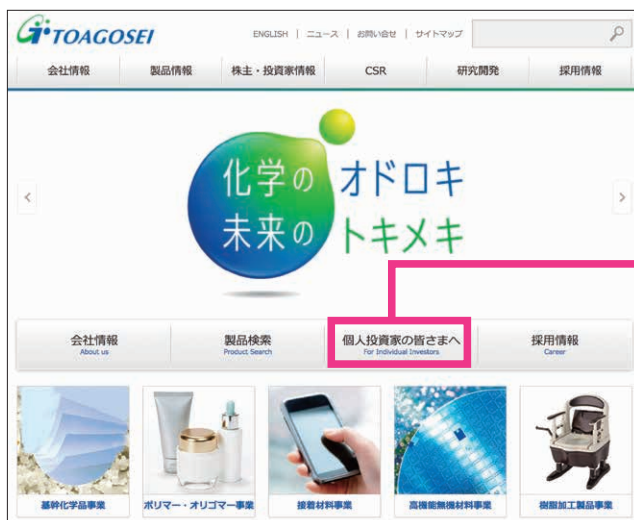 TOAGOSEI
ENGLISH | ニュース | お問い合せ | サイトマップ
会社情報 製品情報 株主・投資家情報 CSR 研究開発 採用情報
化学の オドロキ
未来の トキメキ
会社情報 製品検索 個人投資家の皆さまへ 採用情報
About us Product Search For Individual Investors Career
基幹化学品事業 ポリマー・オリゴマー事業 接着材料事業 高機能無機材料事業 樹脂加工製品事業